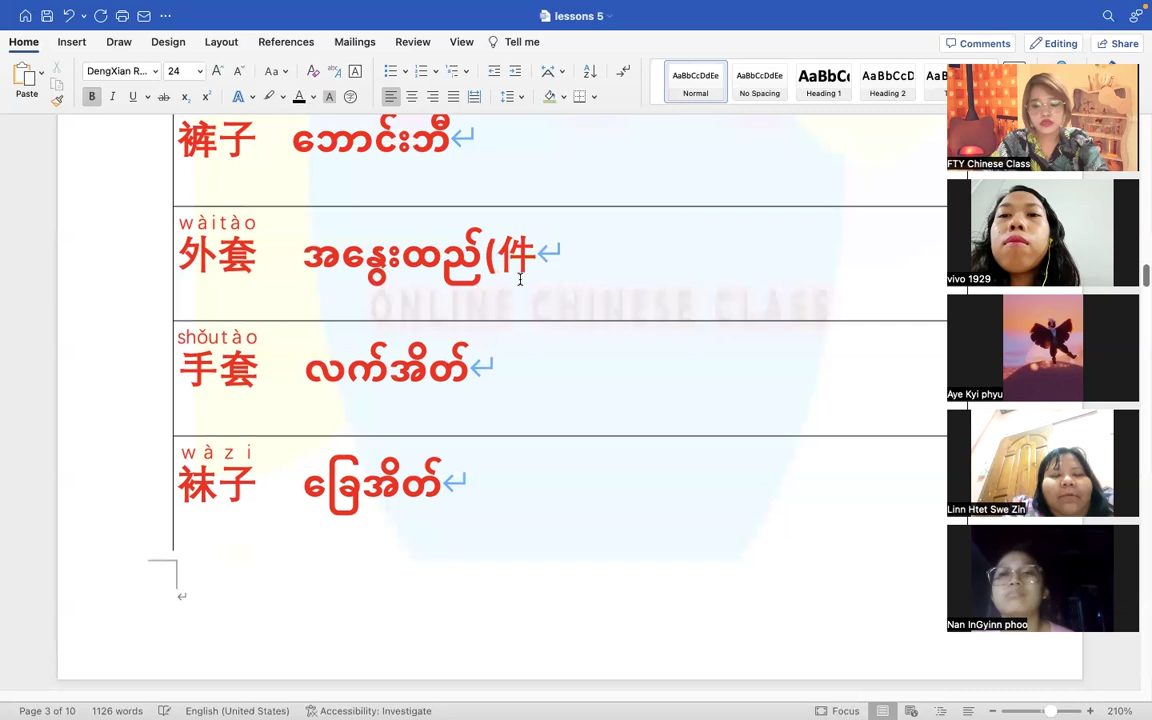 lessons 5
Home Insert Draw Design Layout References Mailings Review View Tell me
Comments Editing Share
Paste
DengXian R... 24
AaBbCcDdEe AaBbCcDdEe AaBbCc AaBbCcD AaB
Normal No Spacing Heading 1 Heading 2
裤子 ဘောင်းဘီ
wàitào
外套 အနွေးထည်(件
ONLINE CHINESE CLASS
shǒutào
手套 လက်အိတ်
wàzi
袜子 ခြေအိတ်
FTY Chinese Class
vivo 1929
Aye Kyi phyu
Linn Htet Swe Zin
Nan InGyinn phoo
Page 3 of 10 1126 words English (United States) Accessibility: Investigate Focus 210%